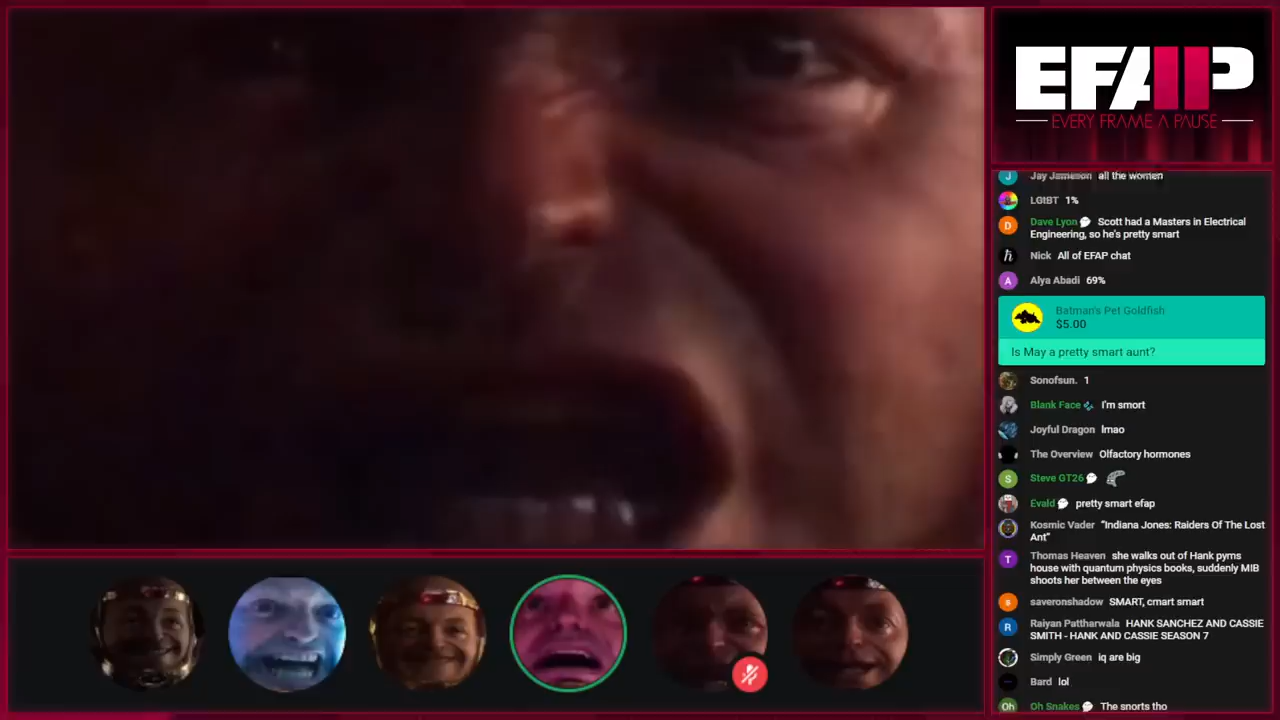 EFAP
EVERY FRAME A PAUSE
J Jay Jamelion all the women
LGtBT 1%
D Dave Lyon Scott had a Masters in Electrical
Engineering, so he's pretty smart
Nick All of EFAP chat
A Alya Abadi 69%
Batman's Pet Goldfish
$5.00
Is May a pretty smart aunt?
Sonofsun. 1
Blank Face I'm smort
Joyful Dragon lmao
The Overview Olfactory hormones
S Steve GT26
Evald pretty smart efap
Kosmic Vader "Indiana Jones: Raiders Of The Lost
Ant"
T Thomas Heaven she walks out of Hank pyms
house with quantum physics books, suddenly MIB
shoots her between the eyes
s saveronshadow SMART, cmart smart
R Raiyan Pattharwala HANK SANCHEZ AND CASSIE
SMITH - HANK AND CASSIE SEASON 7
Simply Green iq are big
Bard lol
Oh Oh Snakes The snorts tho